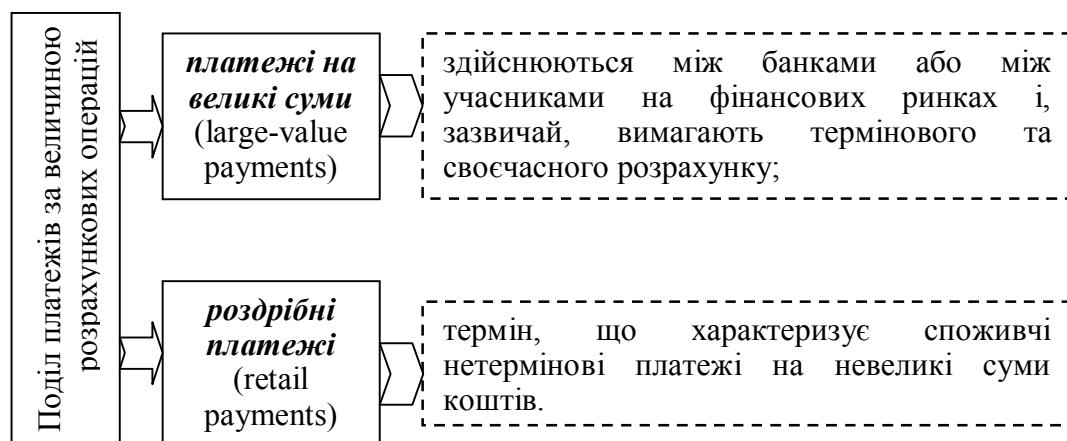 Поділ платежів за величиною
розрахункових операцій
платежі на
великі суми
(large-value
payments)
здійснюються між банками або між
учасниками на фінансових ринках і,
зазвичай, вимагають термінового та
своєчасного розрахунку;
роздрібні
платежі
(retail
payments)
термін, що характеризує споживчі
нетермінові платежі на невеликі суми
коштів.